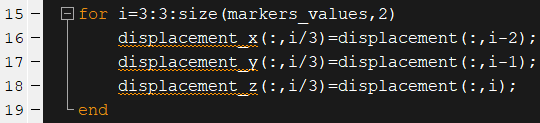 15 – for i=3:3:size(markers_values,2)
16 – displacement_x(:,i/3)=displacement(:,i-2);
17 – displacement_y(:,i/3)=displacement(:,i-1);
18 – displacement_z(:,i/3)=displacement(:,i);
19 – end